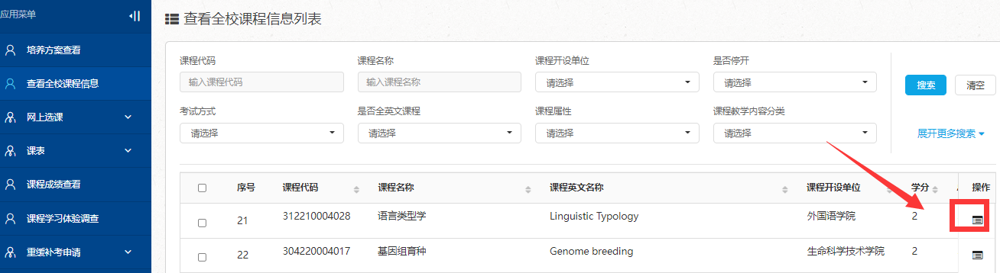 应用菜单
培养方案查看
查看全校课程信息
网上选课
课表
课程成绩查看
课程学习体验调查
重缓补考申请
查看全校课程信息列表
课程代码 课程名称 课程开设单位 是否停开
输入课程代码 输入课程名称 请选择 请选择 搜索 清空
考试方式 是否全英文课程 课程属性 课程教学内容分类
请选择 请选择 请选择 请选择 展开更多搜索
序号 课程代码 课程名称 课程英文名称 课程开设单位 学分 操作
21 312210004028 语言类型学 Linguistic Typology 外国语学院 2
22 304220004017 基因组育种 Genome breeding 生命科学技术学院 2